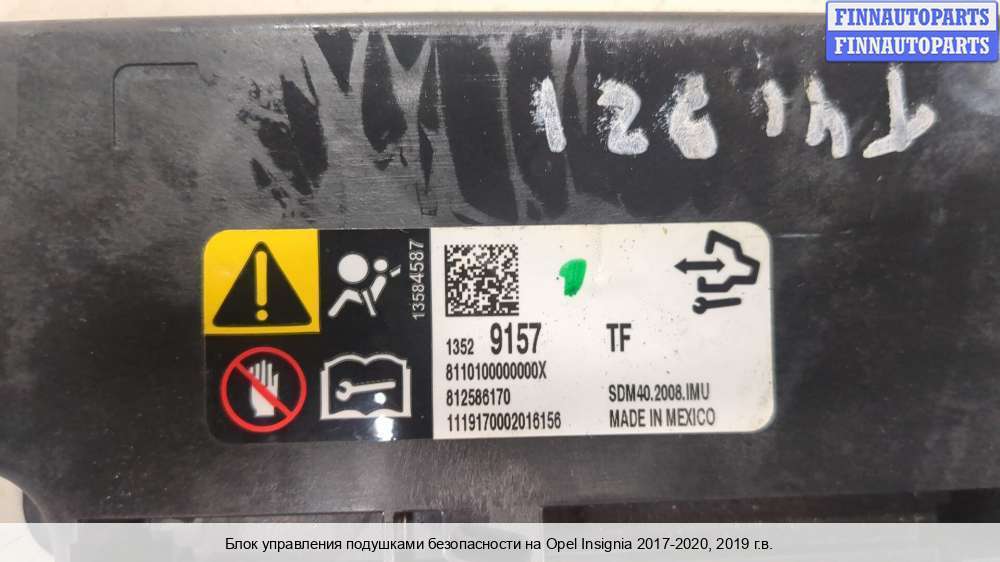 FINNAUTOPARTS
FINNAUTOPARTS
13584587
1352 9157 TF
8110100000000X
812586170 SDM40.2008.IMU
1119170002016156 MADE IN MEXICO
Блок управления подушками безопасности на Opel Insignia 2017-2020, 2019 г.в.